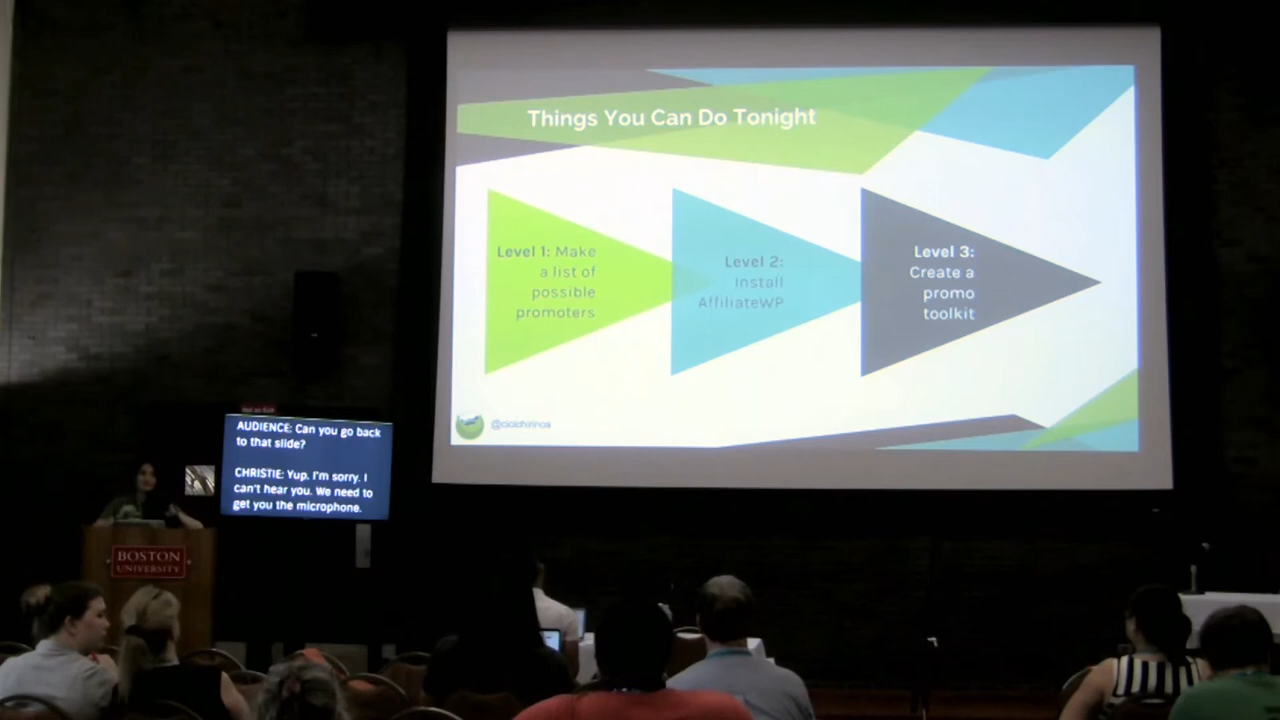 Things You Can Do Tonight
Level 1: Make
a list of
possible
promoters
Level 2:
Install
AffiliateWP
Level 3:
Create a
promo
toolkit
AUDIENCE: Can you go back
to that slide?
CHRISTIE: Yup. I'm sorry. I
can't hear you. We need to
get you the microphone.
BOSTON
UNIVERSITY